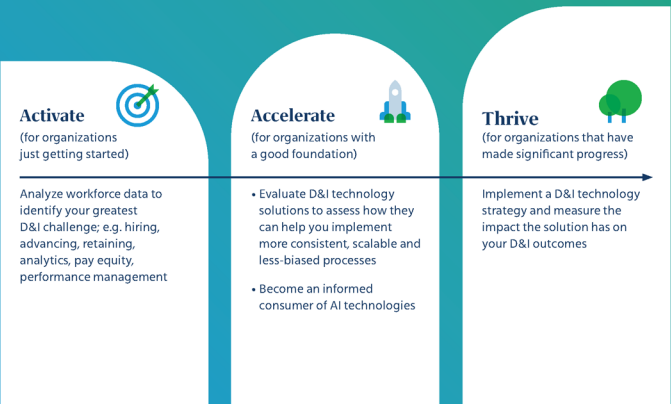 Activate
(for organizations
just getting started)
Analyze workforce data to
identify your greatest
D&I challenge; e.g. hiring,
advancing, retaining,
analytics, pay equity,
performance management
Accelerate
(for organizations with
a good foundation)
• Evaluate D&I technology
solutions to assess how they
can help you implement
more consistent, scalable and
less-biased processes
• Become an informed
consumer of AI technologies
Thrive
(for organizations that have
made significant progress)
Implement a D&I technology
strategy and measure the
impact the solution has on
your D&I outcomes